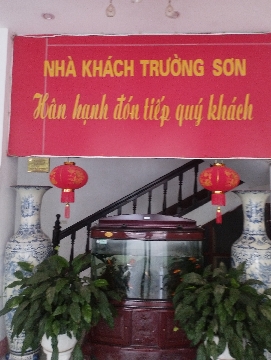 NHÀ KHÁCH TRƯỜNG SƠN
Hân hạnh đón tiếp quý khách